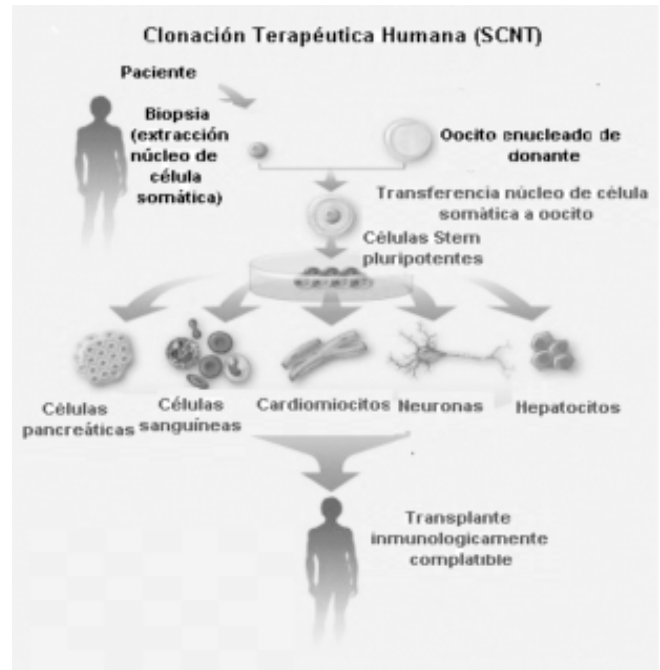 Clonación Terapéutica Humana (SCNT)
Paciente
Biopsia
(extracción
núcleo de
célula
somática)
Oocito enucleado de
donante
Transferencia núcleo de célula
somàtica a oocito
Células Stem
pluripotentes
Células
pancreáticas
Células
sanguíneas
Cardiomiocitos
Neuronas
Hepatocitos
Transplante
inmunologicamente
complatible